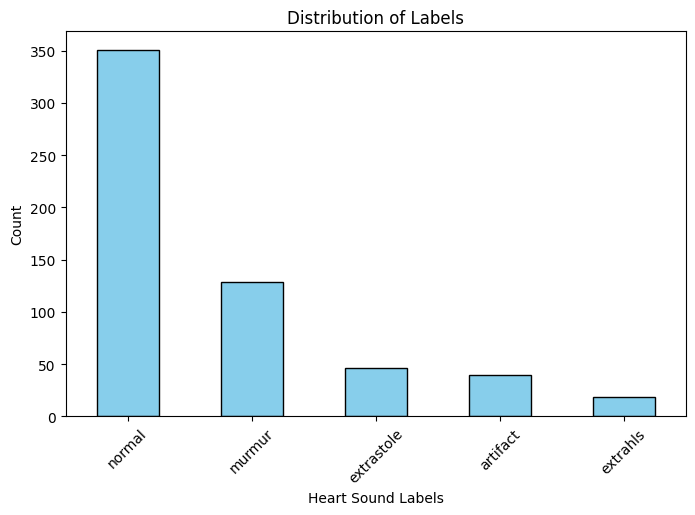 Distribution of Labels
350
300
250
200
150
100
50
0
Count
normal
murmur
extrastole
artifact
extrahls
Heart Sound Labels